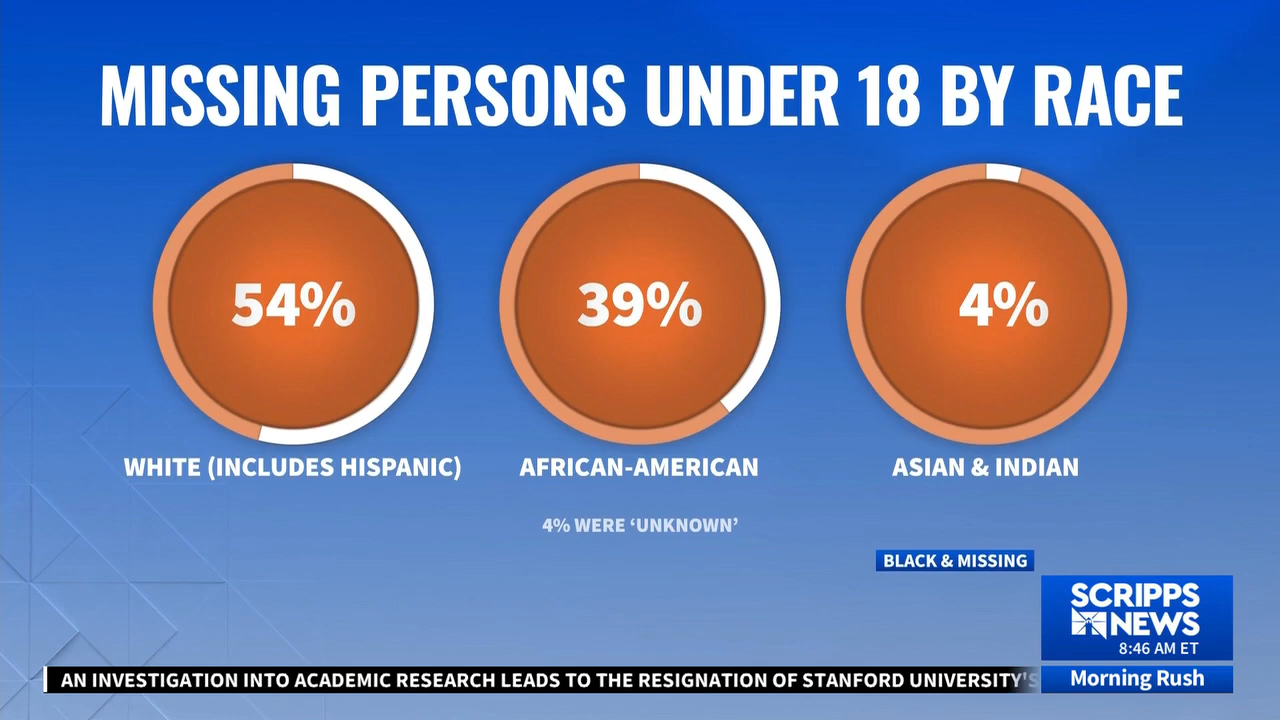 MISSING PERSONS UNDER 18 BY RACE
54%
39%
4%
WHITE (INCLUDES HISPANIC)
AFRICAN-AMERICAN
ASIAN & INDIAN
4% WERE ‘UNKNOWN’
BLACK & MISSING
SCRIPPS
NEWS
8:46 AM ET
Morning Rush
AN INVESTIGATION INTO ACADEMIC RESEARCH LEADS TO THE RESIGNATION OF STANFORD UNIVERSITY'S